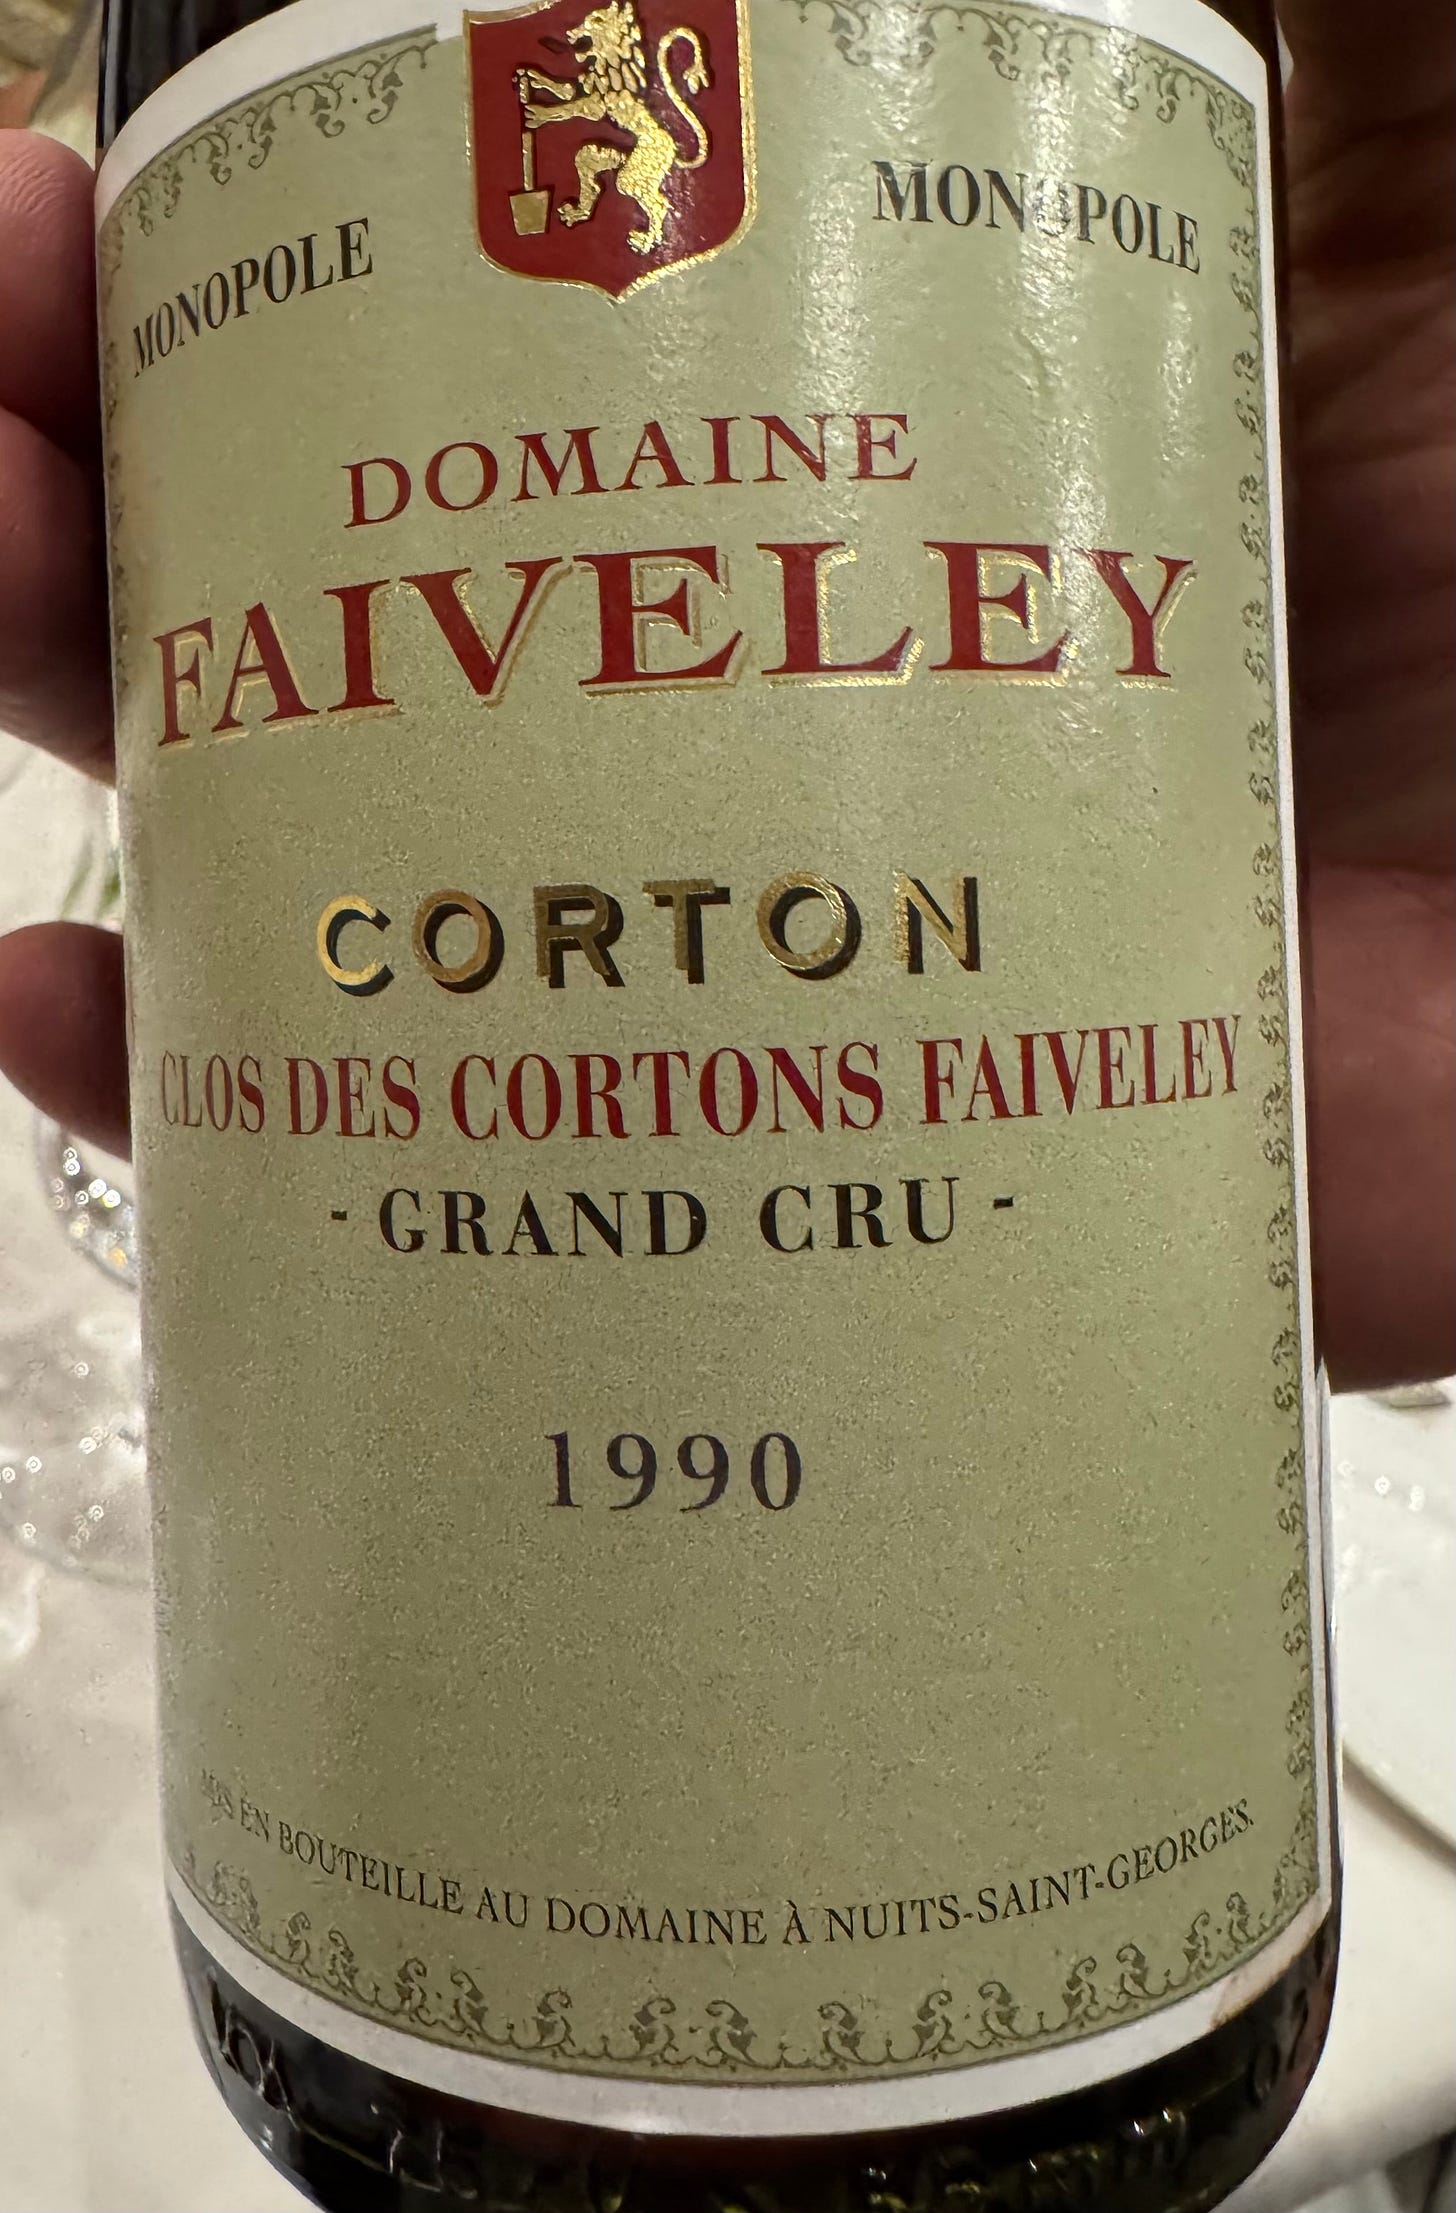 MONOPOLE
MONOPOLE
DOMAINE
FAIVELEY
CORTON
CLOS DES CORTONS FAIVELEY
- GRAND CRU -
1990
MIS EN BOUTEILLE AU DOMAINE À NUITS-SAINT-GEORGES.